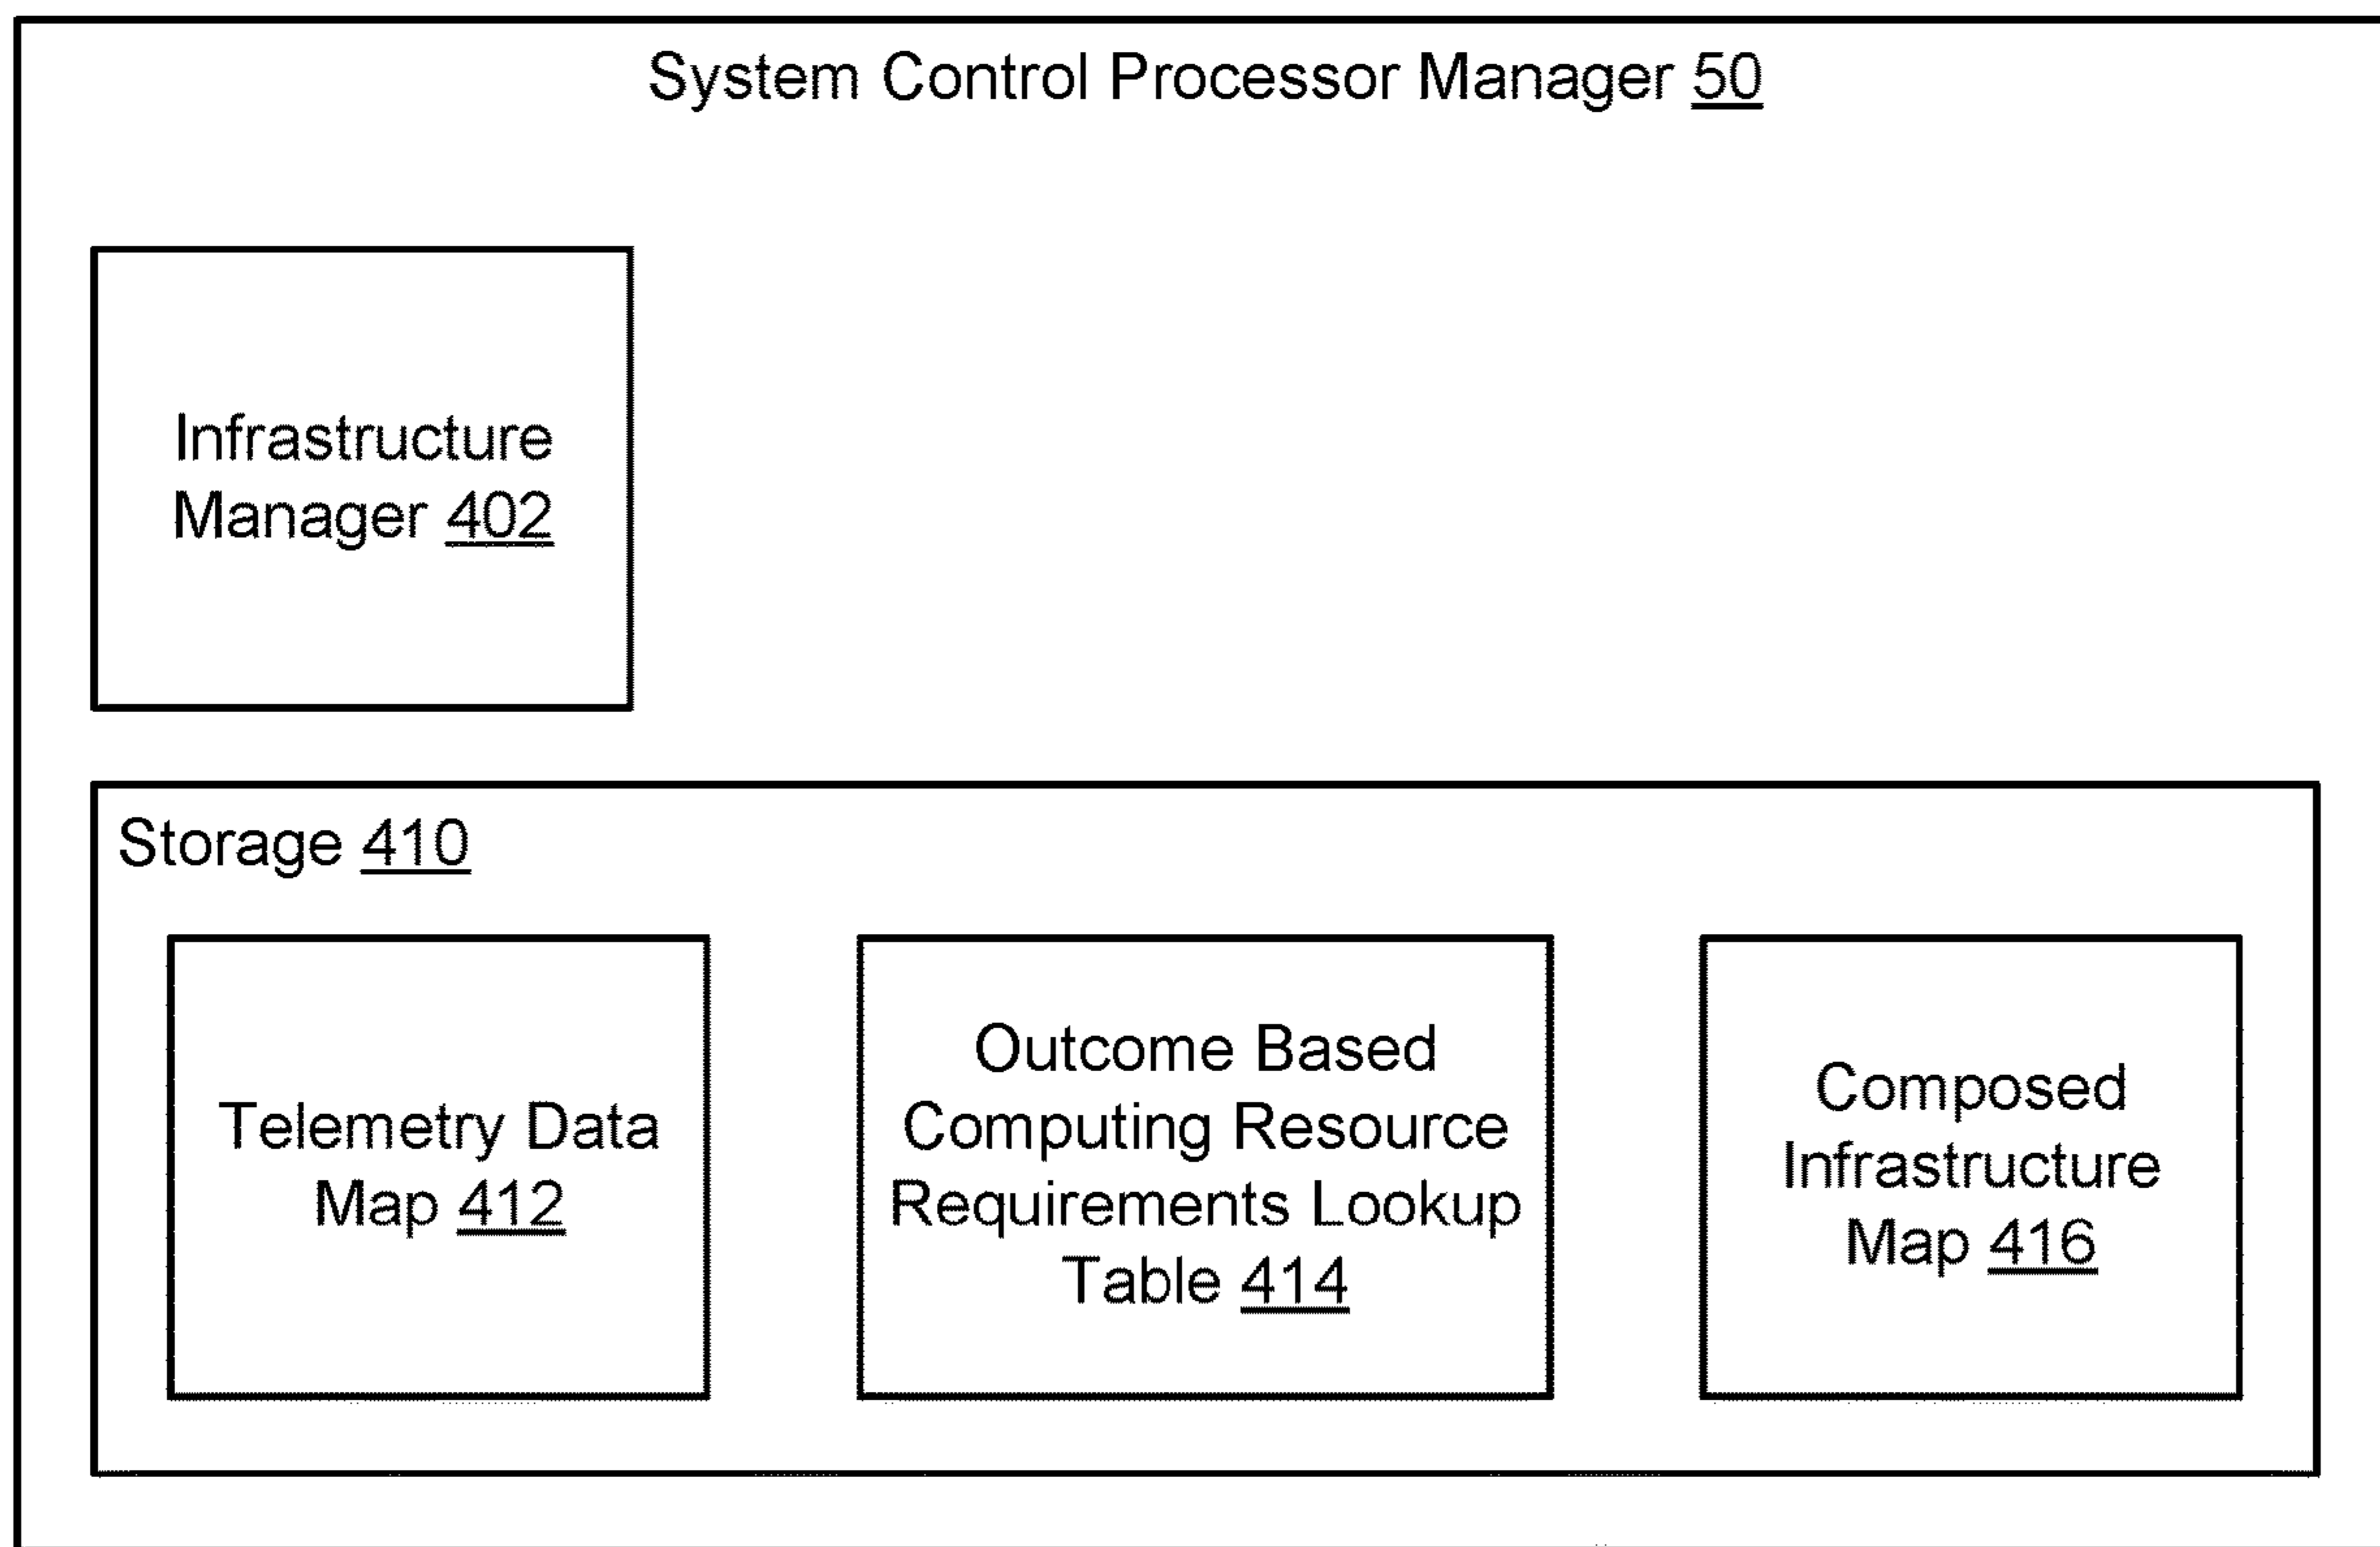 System Control Processor Manager 50
Infrastructure
Manager 402
Storage 410
Telemetry Data
Map 412
Outcome Based
Computing Resource
Requirements Lookup
Table 414
Composed
Infrastructure
Map 416